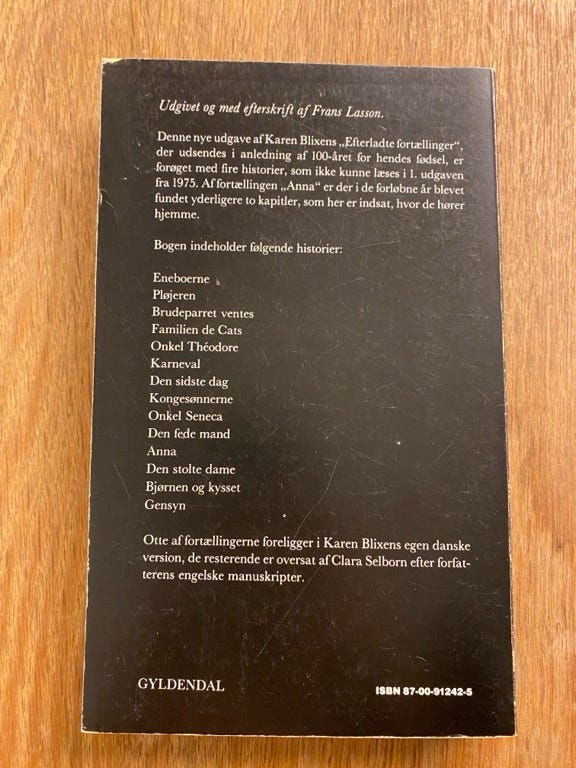 Udgivet og med efterskrift af Frans Lasson.
Denne nye udgave af Karen Blixens „Efterladte fortællinger“,
der udsendes i anledning af 100-året for hendes fødsel, er
forøget med fire historier, som ikke kunne læses i 1. udgaven
fra 1975. Af fortællingen „Anna“ er der i de forløbne år blevet
fundet yderligere to kapitler, som her er indsat, hvor de hører
hjemme.
Bogen indeholder følgende historier:
Eneboerne
Pløjeren
Brudeparret ventes
Familien de Cats
Onkel Théodore
Karneval
Den sidste dag
Kongesønnerne
Onkel Seneca
Den fede mand
Anna
Den stolte dame
Bjørnen og kysset
Gensyn
Otte af fortællingerne foreligger i Karen Blixens egen danske
version, de resterende er oversat af Clara Selborn efter forfat-
terens engelske manuskripter.
GYLDENDAL
ISBN 87-00-91242-5